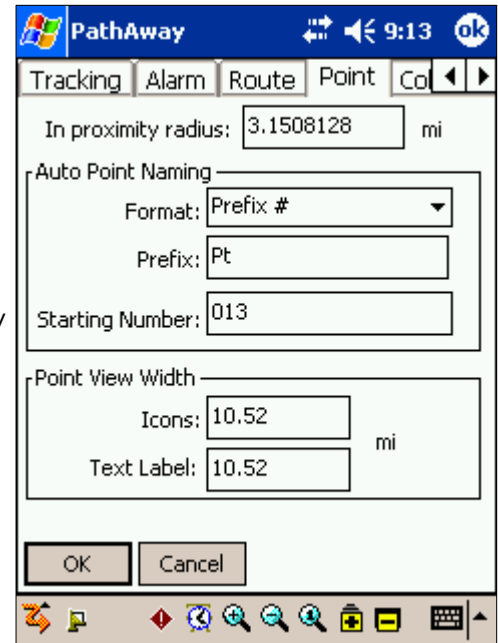 PathAway 9:13 ok
Tracking Alarm Route Point Col
In proximity radius: 3.1508128 mi
Auto Point Naming
Format: Prefix #
Prefix: Pt
y
Starting Number: 013
Point View Width
Icons: 10.52
mi
Text Label: 10.52
OK Cancel